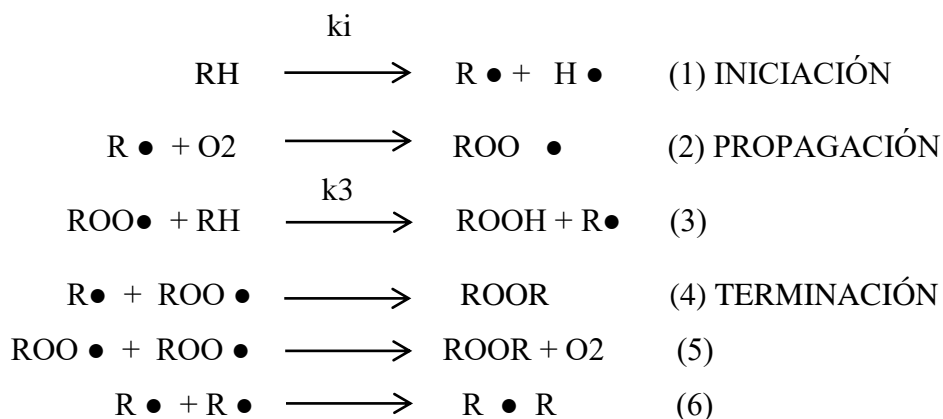 ki
RH ⟶ R ● + H ● (1) INICIACIÓN
R ● + O2 ⟶ ROO ● (2) PROPAGACIÓN
k3
ROO● + RH ⟶ ROOH + R● (3)
R● + ROO ● ⟶ ROOR (4) TERMINACIÓN
ROO ● + ROO ● ⟶ ROOR + O2 (5)
R ● + R ● ⟶ R ● R (6)